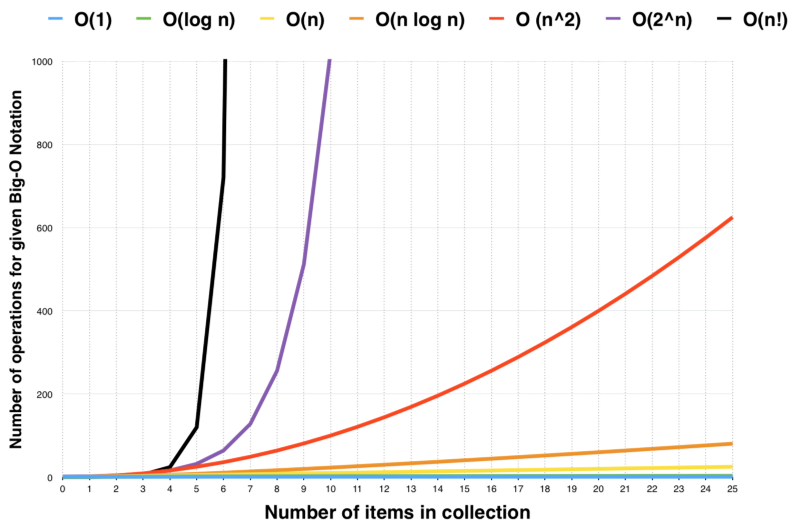 O(1) O(log n) O(n) O(n log n) O (n^2) O(2^n) O(n!)
Number of operations for given Big-O Notation
1000
800
600
400
200
0
0 1 2 3 4 5 6 7 8 9 10 11 12 13 14 15 16 17 18 19 20 21 22 23 24 25
Number of items in collection